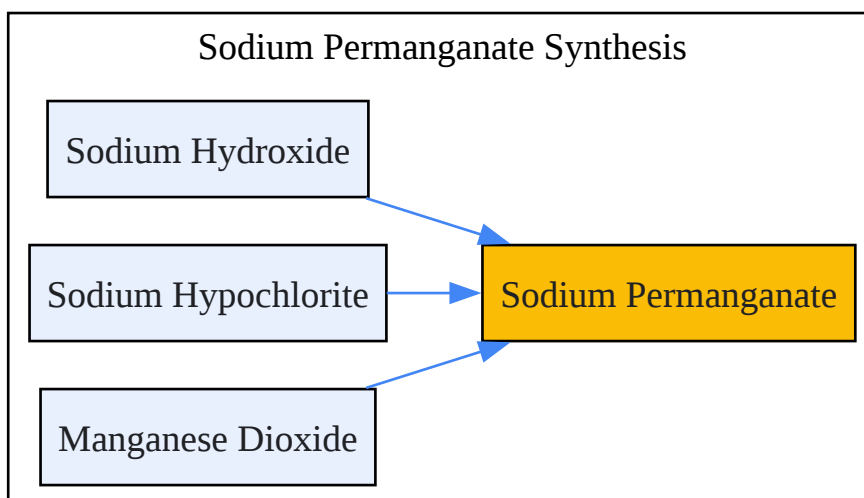 Sodium Permanganate Synthesis
Sodium Hydroxide
Sodium Hypochlorite
Sodium Permanganate
Manganese Dioxide